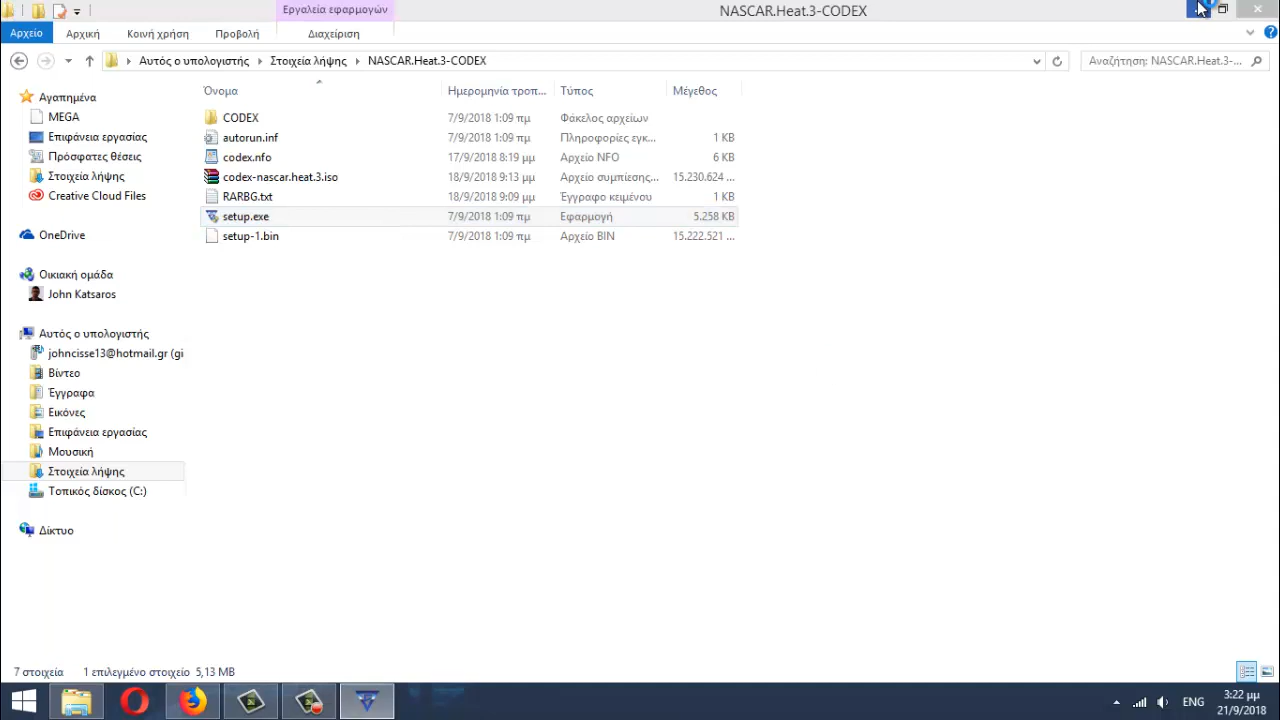 Εργαλεία εφαρμογών
NASCAR.Heat.3-CODEX
Αρχείο
Αρχική
Κοινή χρήση
Προβολή
Διαχείριση
Αυτός ο υπολογιστής
Στοιχεία λήψης
NASCAR.Heat.3-CODEX
Αναζήτηση: NASCAR.Heat.3-...
Όνομα Ημερομηνία τροπ... Τύπος Μέγεθος
CODEX 7/9/2018 1:09 πμ Φάκελος αρχείων
autorun.inf 7/9/2018 1:09 πμ Πληροφορίες εγκ... 1 KB
codex.nfo 17/9/2018 8:19 μμ Αρχείο NFO 6 KB
codex-nascar.heat.3.iso 18/9/2018 9:13 μμ Αρχείο συμπίεσης... 15.230.624 ...
RARBG.txt 18/9/2018 9:09 μμ Έγγραφο κειμένου 1 KB
setup.exe 7/9/2018 1:09 πμ Εφαρμογή 5.258 KB
setup-1.bin 7/9/2018 1:09 πμ Αρχείο BIN 15.222.521 ...
Αγαπημένα
MEGA
Επιφάνεια εργασίας
Πρόσφατες θέσεις
Στοιχεία λήψης
Creative Cloud Files
OneDrive
Οικιακή ομάδα
John Katsaros
Αυτός ο υπολογιστής
johncisse13@hotmail.gr (gi
Βίντεο
Έγγραφα
Εικόνες
Επιφάνεια εργασίας
Μουσική
Στοιχεία λήψης
Τοπικός δίσκος (C:)
Δίκτυο
7 στοιχεία 1 επιλεγμένο στοιχείο 5,13 MB
ENG
3:22 μμ
21/9/2018